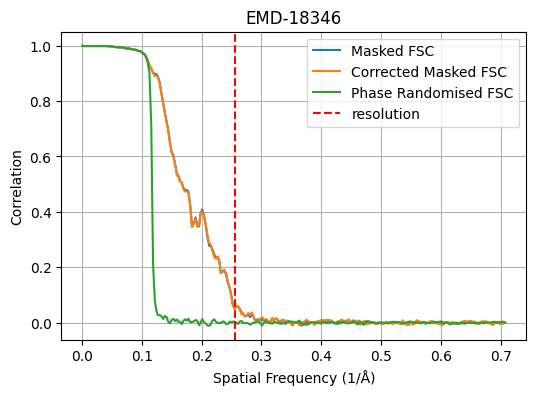 EMD-18346
Masked FSC
Corrected Masked FSC
Phase Randomised FSC
resolution
Correlation
1.0
0.8
0.6
0.4
0.2
0.0
0.0 0.1 0.2 0.3 0.4 0.5 0.6 0.7
Spatial Frequency (1/Å)